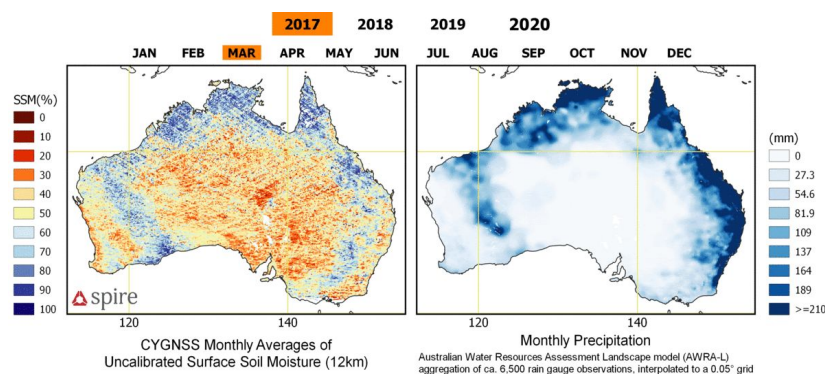 2017 2018 2019 2020
JAN FEB MAR APR MAY JUN JUL AUG SEP OCT NOV DEC
SSM(%)
0
10
20
30
40
50
60
70
80
90
100
spire
120 140
CYGNSS Monthly Averages of
Uncalibrated Surface Soil Moisture (12km)
(mm)
0
27.3
54.6
81.9
109
137
164
189
>=210
120 140
Monthly Precipitation
Australian Water Resources Assessment Landscape model (AWRA-L)
aggregation of ca. 6,500 rain gauge observations, interpolated to a 0.05° grid